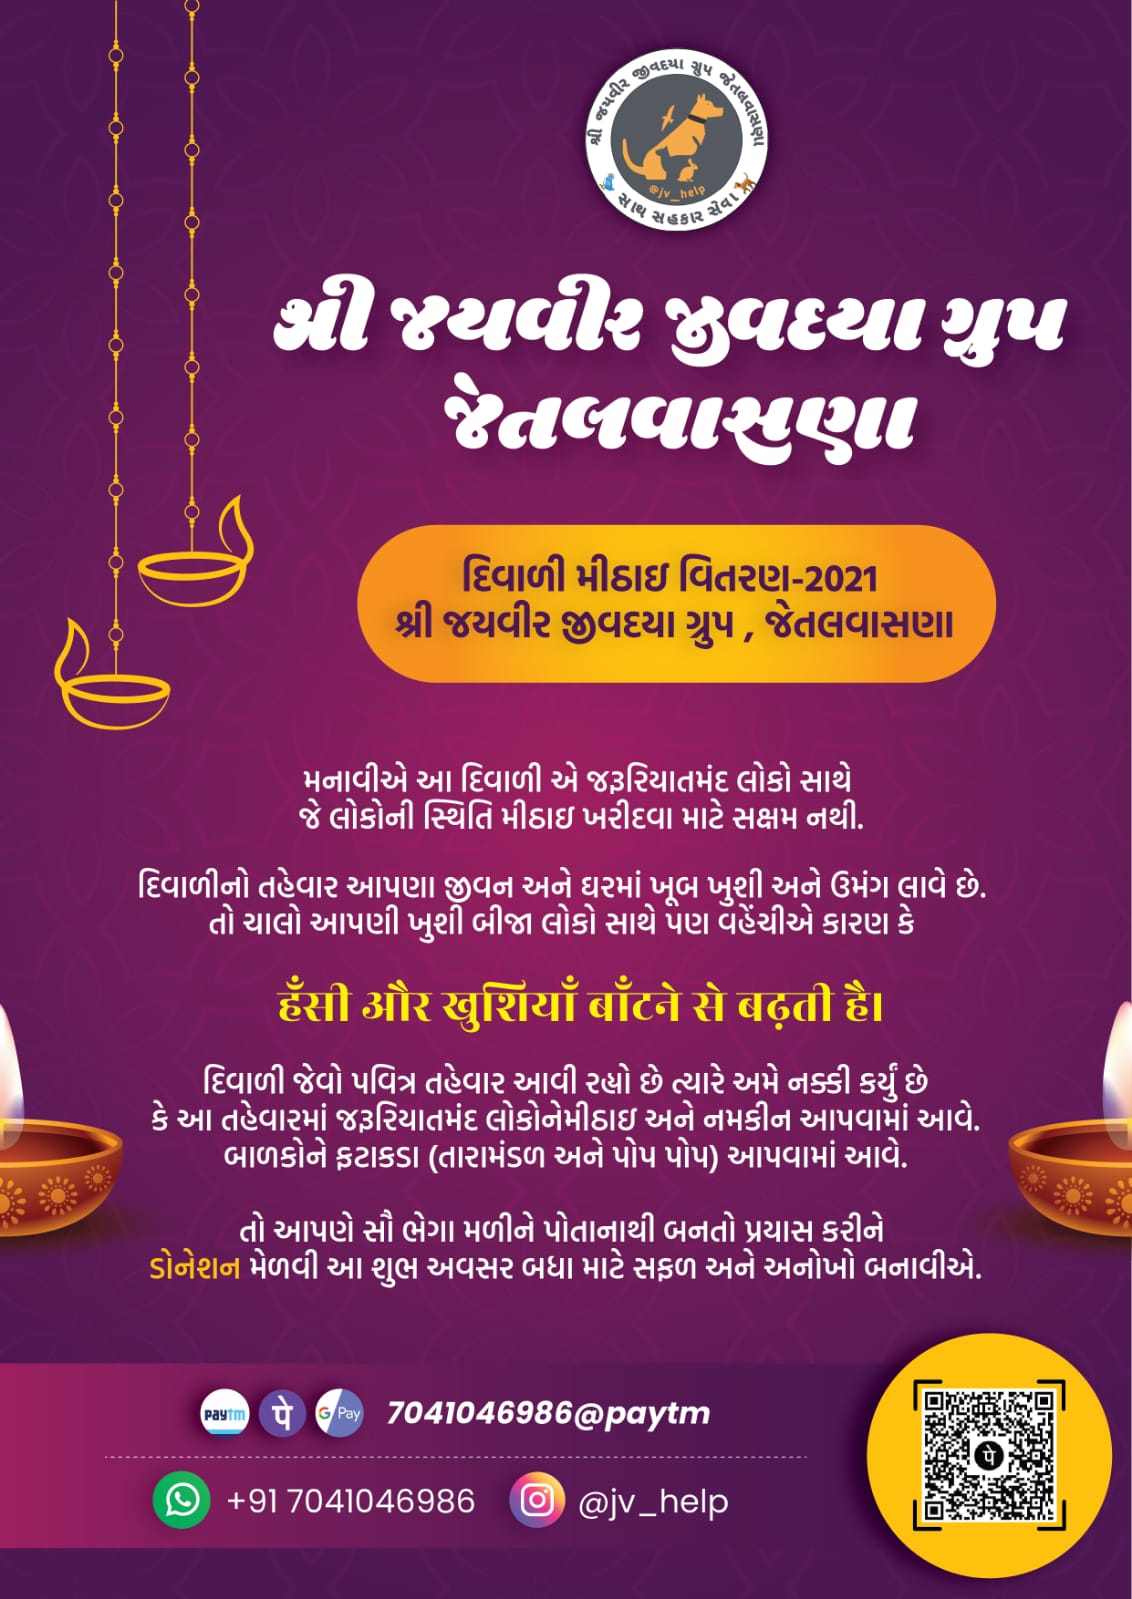 શ્રી જયવીર જીવદયા ગ્રુપ જેતલવાસણા
@jv_help
સાથ સહકાર સેવા
શ્રી જયવીર જીવદયા ગ્રુપ
જેતલવાસણા
દિવાળી મીઠાઇ વિતરણ-2021
શ્રી જયવીર જીવદયા ગ્રુપ , જેતલવાસણા
મનાવીએ આ દિવાળી એ જરૂરિયાતમંદ લોકો સાથે
જે લોકોની સ્થિતિ મીઠાઇ ખરીદવા માટે સક્ષમ નથી.
દિવાળીનો તહેવાર આપણા જીવન અને ઘરમાં ખૂબ ખુશી અને ઉમંગ લાવે છે.
તો ચાલો આપણી ખુશી બીજા લોકો સાથે પણ વહેંચીએ કારણ કે
हँसी और खुशियाँ बाँटने से बढ़ती है।
દિવાળી જેવો પવિત્ર તહેવાર આવી રહ્યો છે ત્યારે અમે નક્કી કર્યું છે
કે આ તહેવારમાં જરૂરિયાતમંદ લોકોનેમીઠાઇ અને નમકીન આપવામાં આવે.
બાળકોને ફટાકડા (તારામંડળ અને પોપ પોપ) આપવામાં આવે.
તો આપણે સૌ ભેગા મળીને પોતાનાથી બનતો પ્રયાસ કરીને
ડોનેશન મેળવી આ શુભ અવસર બધા માટે સફળ અને અનોખો બનાવીએ.
paytm पे G Pay 7041046986@paytm
+91 7041046986 @jv_help
पे